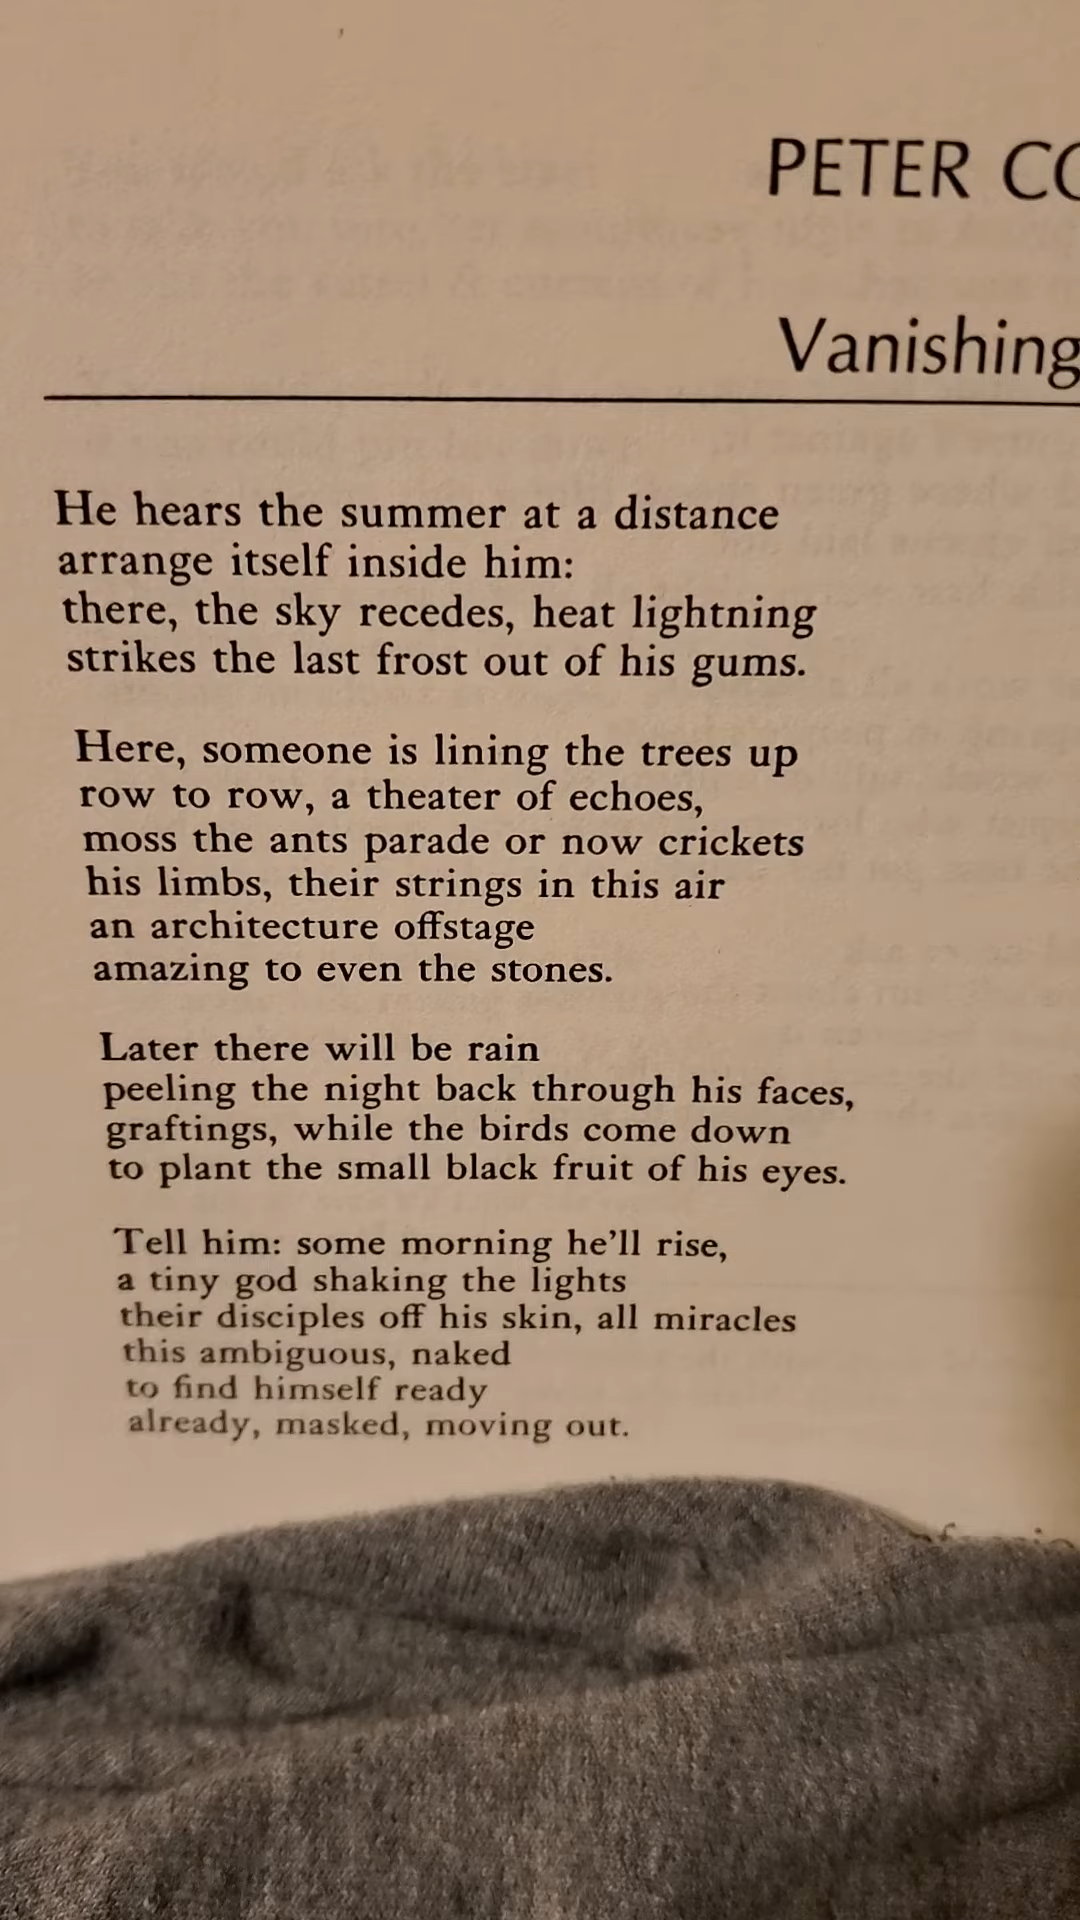 PETER CO
Vanishing
He hears the summer at a distance
arrange itself inside him:
there, the sky recedes, heat lightning
strikes the last frost out of his gums.
Here, someone is lining the trees up
row to row, a theater of echoes,
moss the ants parade or now crickets
his limbs, their strings in this air
an architecture offstage
amazing to even the stones.
Later there will be rain
peeling the night back through his faces,
graftings, while the birds come down
to plant the small black fruit of his eyes.
Tell him: some morning he'll rise,
a tiny god shaking the lights
their disciples off his skin, all miracles
this ambiguous, naked
to find himself ready
already, masked, moving out.